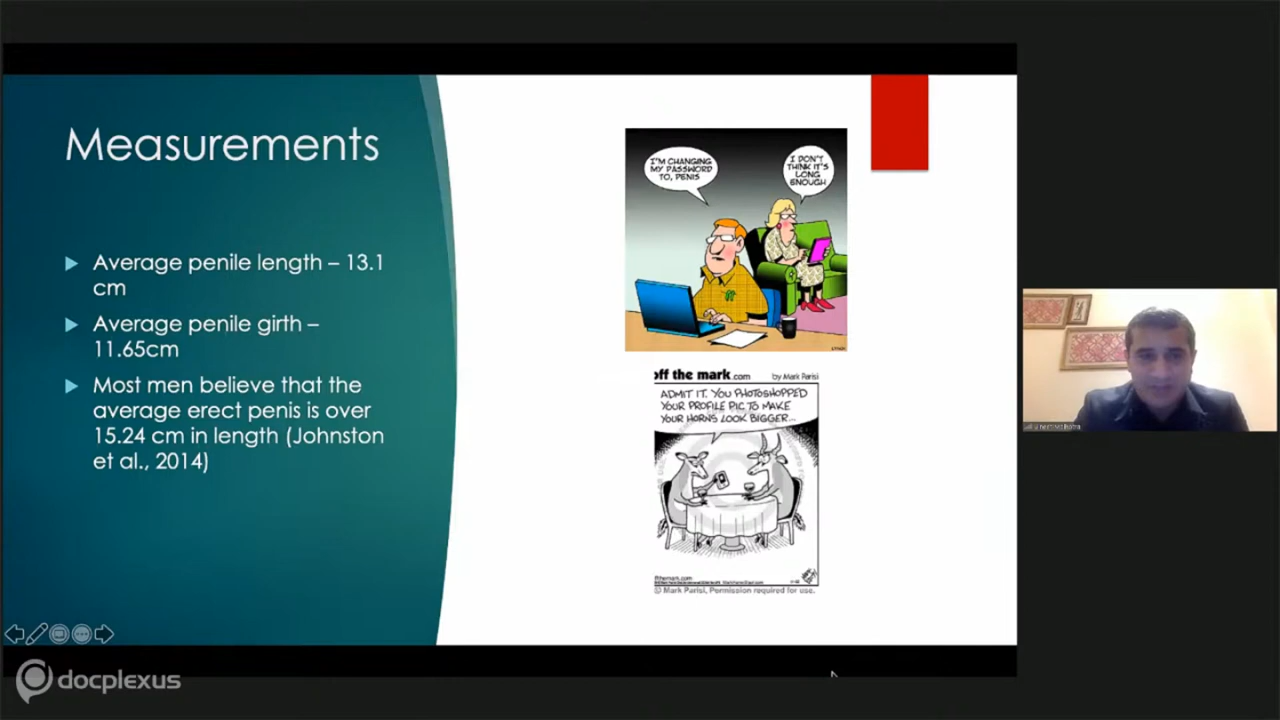 Measurements
Average penile length – 13.1
cm
Average penile girth –
11.65cm
Most men believe that the
average erect penis is over
15.24 cm in length (Johnston
et al., 2014)
I'M CHANGING
MY PASSWORD
TO, PENIS
I DON'T
THINK IT'S
LONG
ENOUGH
off the mark.com by Mark Parisi
ADMIT IT. YOU PHOTOSHOPPED
YOUR PROFILE PIC TO MAKE
YOUR HORNS LOOK BIGGER...
© Mark Parisi, Permission required for use.
docplexus